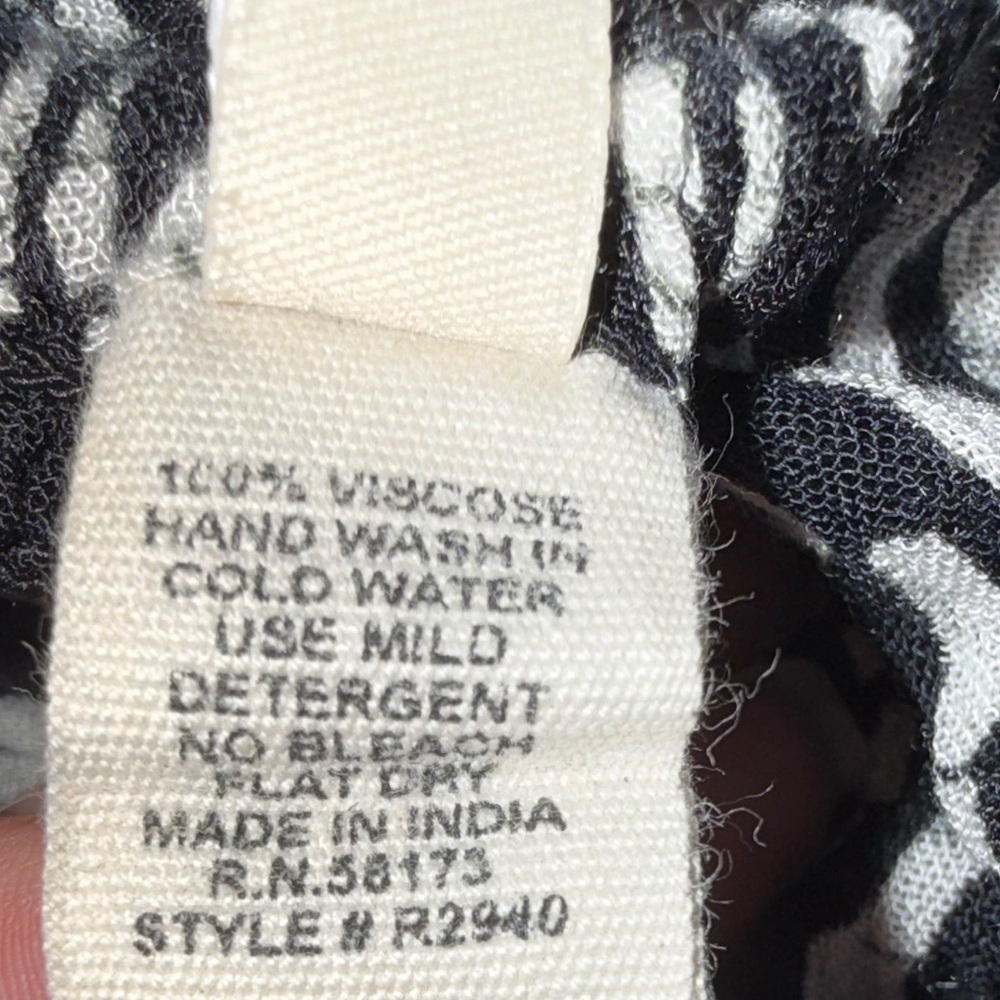 100% VISCOSE
HAND WASH IN
COLD WATER
USE MILD
DETERGENT
NO BLEACH
FLAT DRY
MADE IN INDIA
R.N.58173
STYLE # R2940